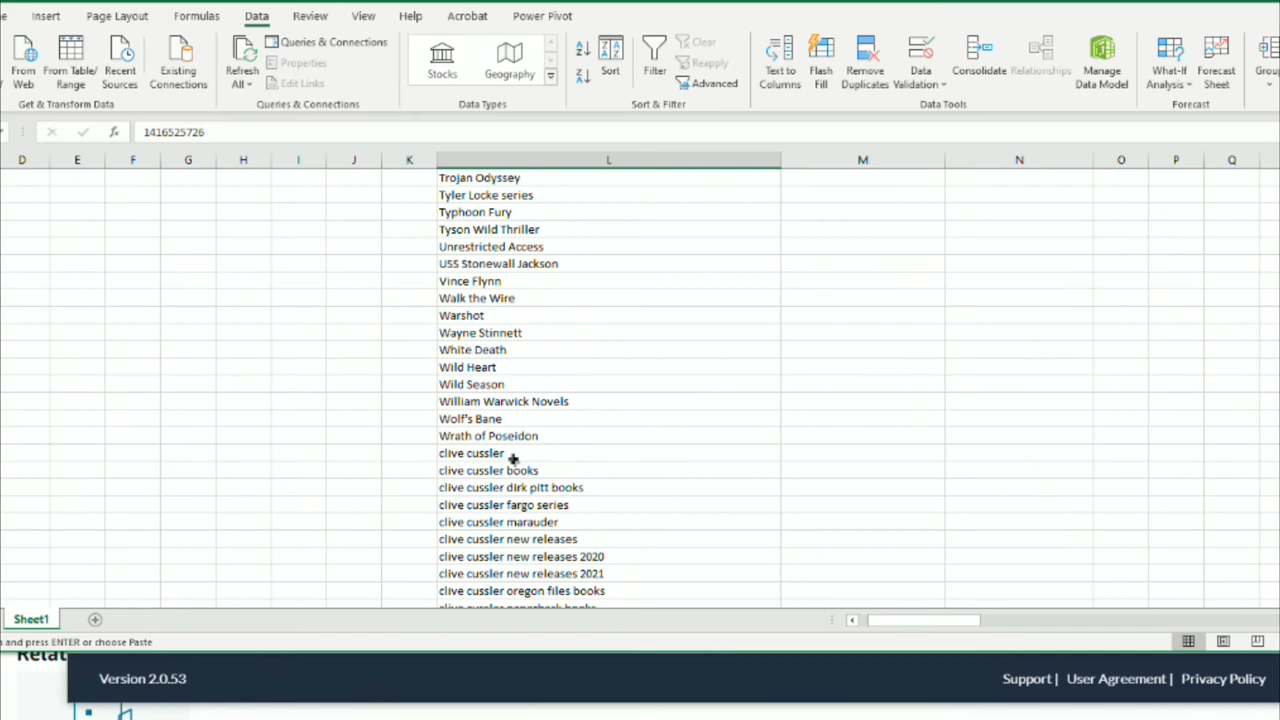 Insert Page Layout Formulas Data Review View Help Acrobat Power Pivot
From Web
From Table/ Range
Recent Sources
Existing Connections
Get & Transform Data
Refresh All
Queries & Connections
Properties
Edit Links
Queries & Connections
Stocks
Geography
Data Types
Sort
Filter
Clear
Reapply
Advanced
Sort & Filter
Text to Columns
Flash Fill
Remove Duplicates
Data Validation
Consolidate
Relationships
Manage Data Model
Data Tools
What-If Analysis
Forecast Sheet
Forecast
fx 1416525726
D E F G H I J K L M N O P Q
Trojan Odyssey
Tyler Locke series
Typhoon Fury
Tyson Wild Thriller
Unrestricted Access
USS Stonewall Jackson
Vince Flynn
Walk the Wire
Warshot
Wayne Stinnett
White Death
Wild Heart
Wild Season
William Warwick Novels
Wolf's Bane
Wrath of Poseidon
clive cussler
clive cussler books
clive cussler dirk pitt books
clive cussler fargo series
clive cussler marauder
clive cussler new releases
clive cussler new releases 2020
clive cussler new releases 2021
clive cussler oregon files books
clive cussler paperback books
Sheet1
and press ENTER or choose Paste
Version 2.0.53
Support | User Agreement | Privacy Policy